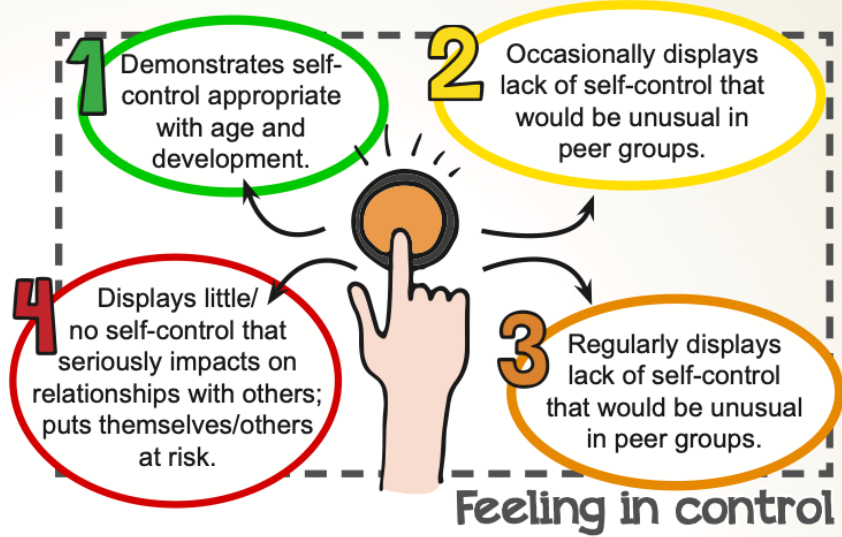 1
Demonstrates self-
control appropriate
with age and
development.
2
Occasionally displays
lack of self-control that
would be unusual in
peer groups.
3
Regularly displays
lack of self-control
that would be unusual
in peer groups.
4
Displays little/
no self-control that
seriously impacts on
relationships with others;
puts themselves/others
at risk.
Feeling in control